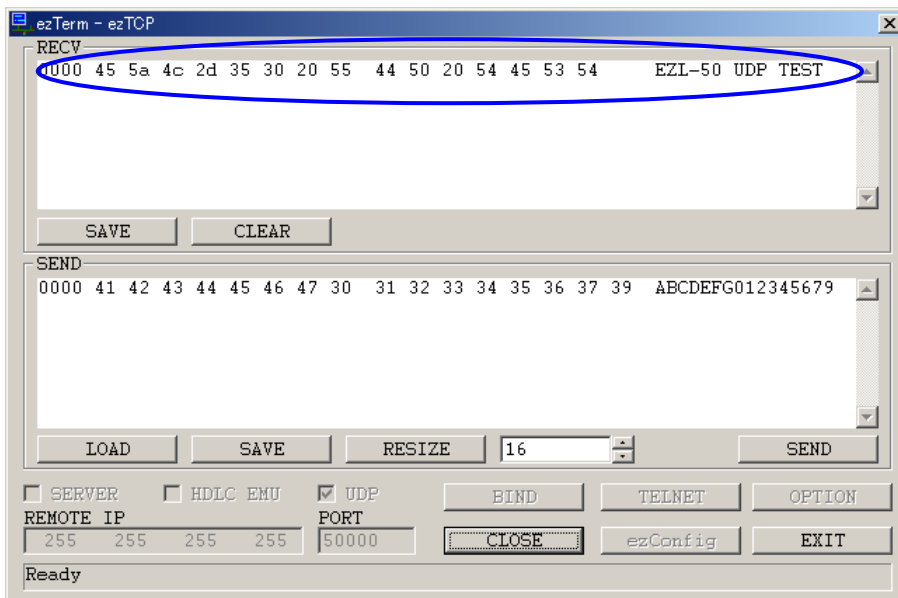 ezTerm - ezTCP
RECV
0000 45 5a 4c 2d 35 30 20 55 44 50 20 54 45 53 54 EZL-50 UDP TEST
SAVE CLEAR
SEND
0000 41 42 43 44 45 46 47 30 31 32 33 34 35 36 37 39 ABCDEFG012345679
LOAD SAVE RESIZE 16 SEND
SERVER HDLC EMU UDP BIND TELNET OPTION
REMOTE IP PORT
255 255 255 255 50000 CLOSE ezConfig EXIT
Ready